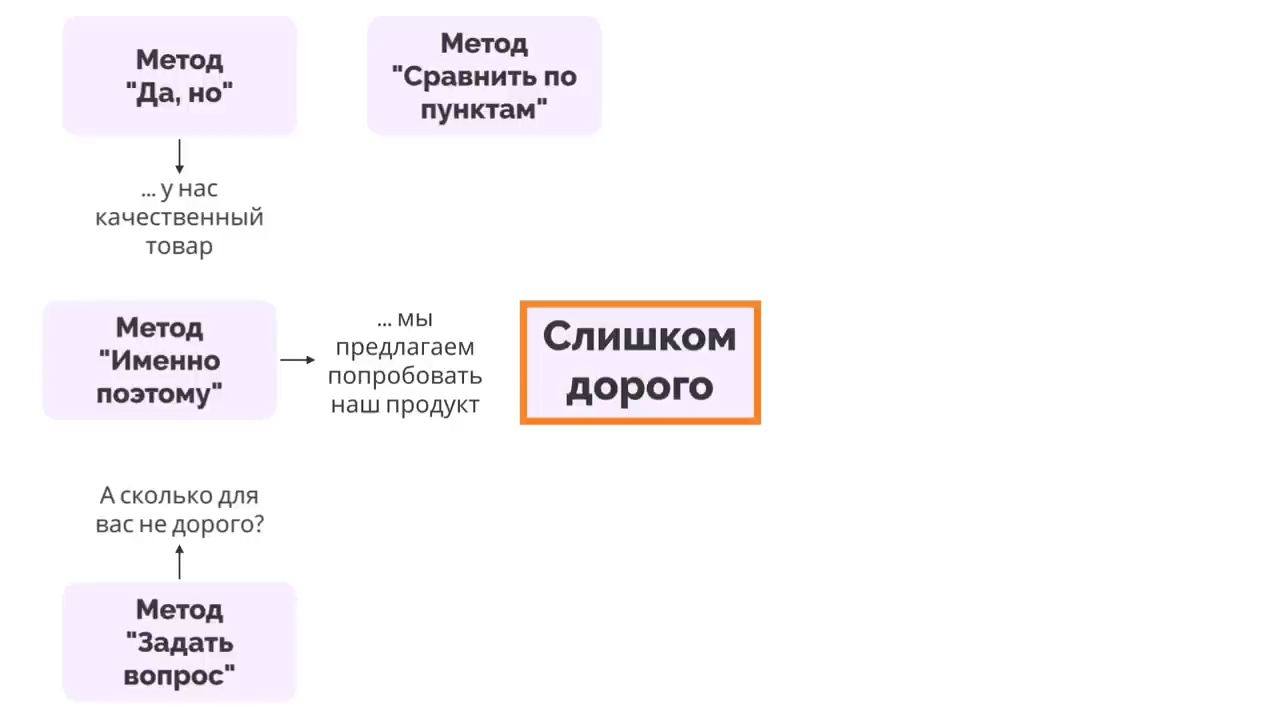 Метод
"Да, но"
Метод
"Сравнить по
пунктам"
... у нас
качественный
товар
Метод
"Именно
поэтому"
... мы
предлагаем
попробовать
наш продукт
Слишком
дорого
А сколько для
вас не дорого?
Метод
"Задать
вопрос"